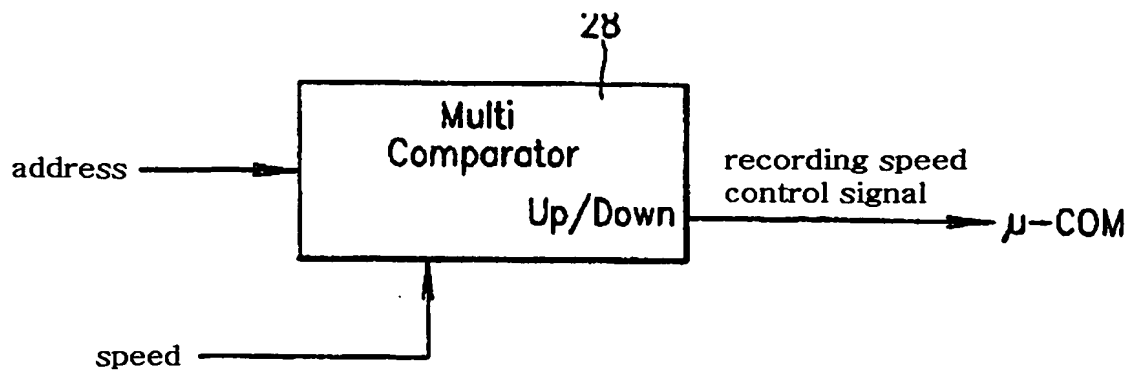 28
Multi
Comparator
address
recording speed
control signal
Up/Down
μ-COM
speed